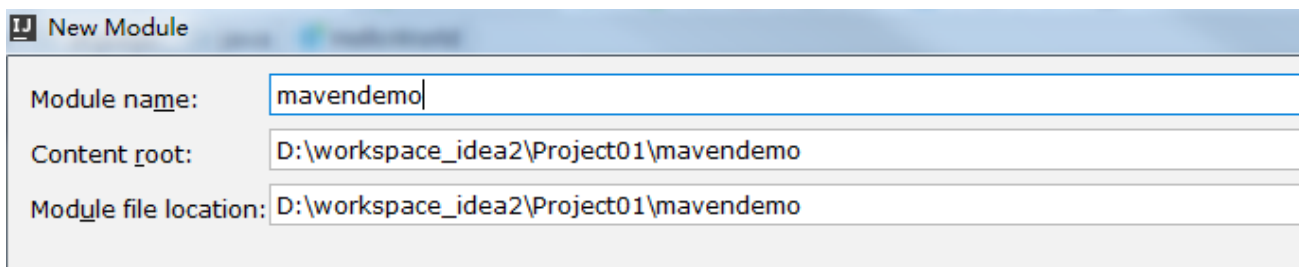 New Module
Module name: mavendemo
Content root: D:\workspace_idea2\Project01\mavendemo
Module file location: D:\workspace_idea2\Project01\mavendemo